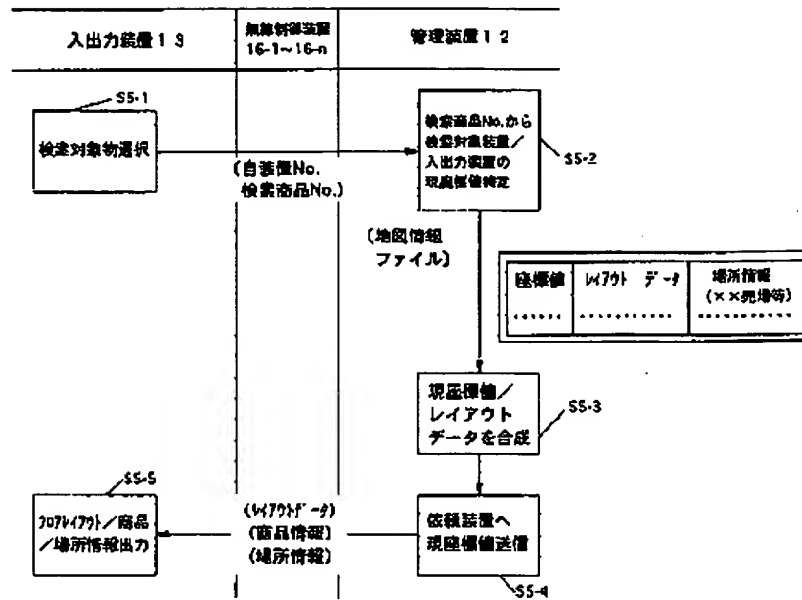 入出力装置13
無線制御装置
16-1~16-n
管理装置12
S5-1
検索対象物選択
(自装置No.
検索商品No.)
検索商品No.から
検索対象装置/
入出力装置の
現座標値特定
S5-2
(地図情報
ファイル)
座標値
レイアウト データ
場所情報
(××売場等)
現座標値/
レイアウト
データを合成
S5-3
S5-5
フロアレイアウト/商品
/場所情報出力
(レイアウトデータ)
(商品情報)
(場所情報)
依頼装置へ
現座標値送信
S5-4